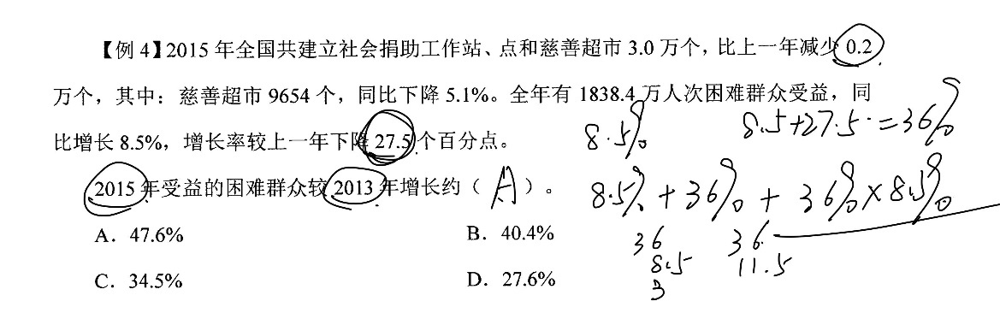 【例 4】2015 年全国共建立社会捐助工作站、点和慈善超市 3.0 万个，比上一年减少 0.2
万个，其中：慈善超市 9654 个，同比下降 5.1%。全年有 1838.4 万人次困难群众受益，同
比增长 8.5%，增长率较上一年下降 27.5 个百分点。
8.5%
8.5+27.5=36%
2015 年受益的困难群众较 2013 年增长约（ A ）。
8.5%+36%+36%×8.5%
A．47.6%
B．40.4%
36
36
8.5
11.5
3
C．34.5%
D．27.6%